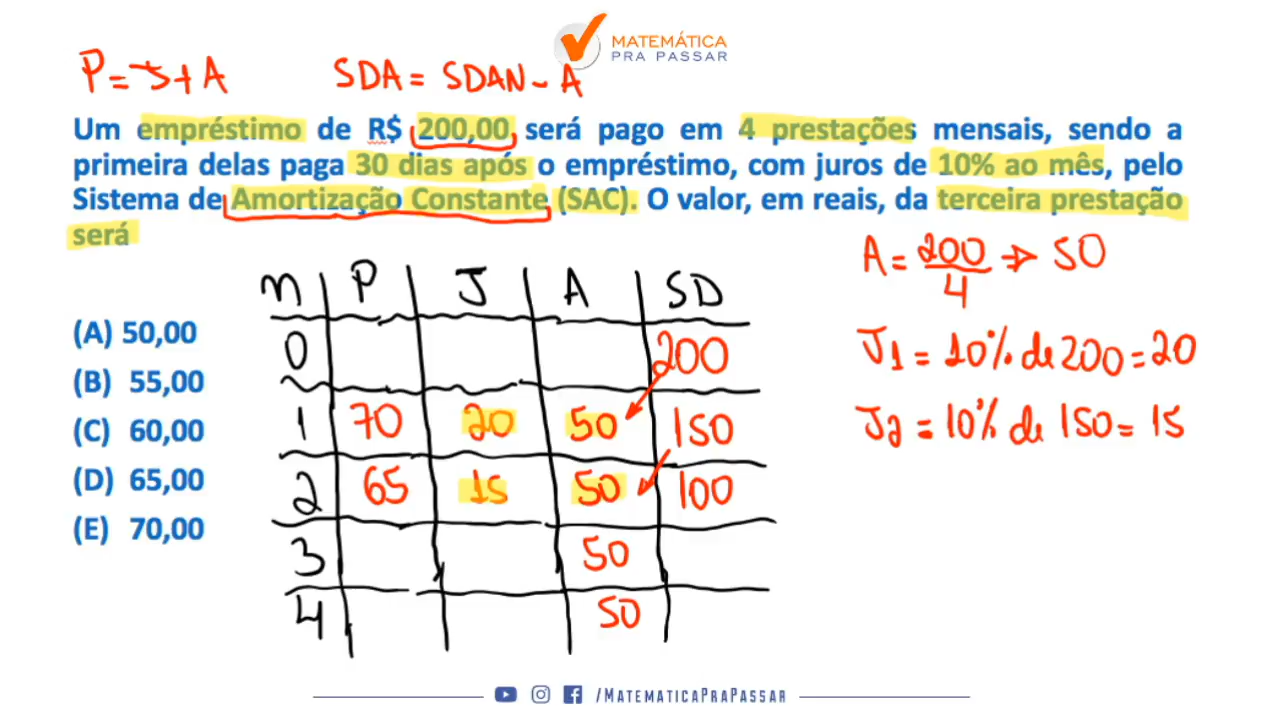 MATEMÁTICA
PRA PASSAR
P = J + A SDA = SDAN - A
Um empréstimo de R$ 200,00 será pago em 4 prestações mensais, sendo a
primeira delas paga 30 dias após o empréstimo, com juros de 10% ao mês, pelo
Sistema de Amortização Constante (SAC). O valor, em reais, da terceira prestação
será
(A) 50,00
(B) 55,00
(C) 60,00
(D) 65,00
(E) 70,00
n P J A SD
0 200
1 70 20 50 150
2 65 15 50 100
3 50
4 50
A = 200/4 → 50
J1 = 10% de 200 = 20
J2 = 10% de 150 = 15
/MATEMATICAPRAPASSAR